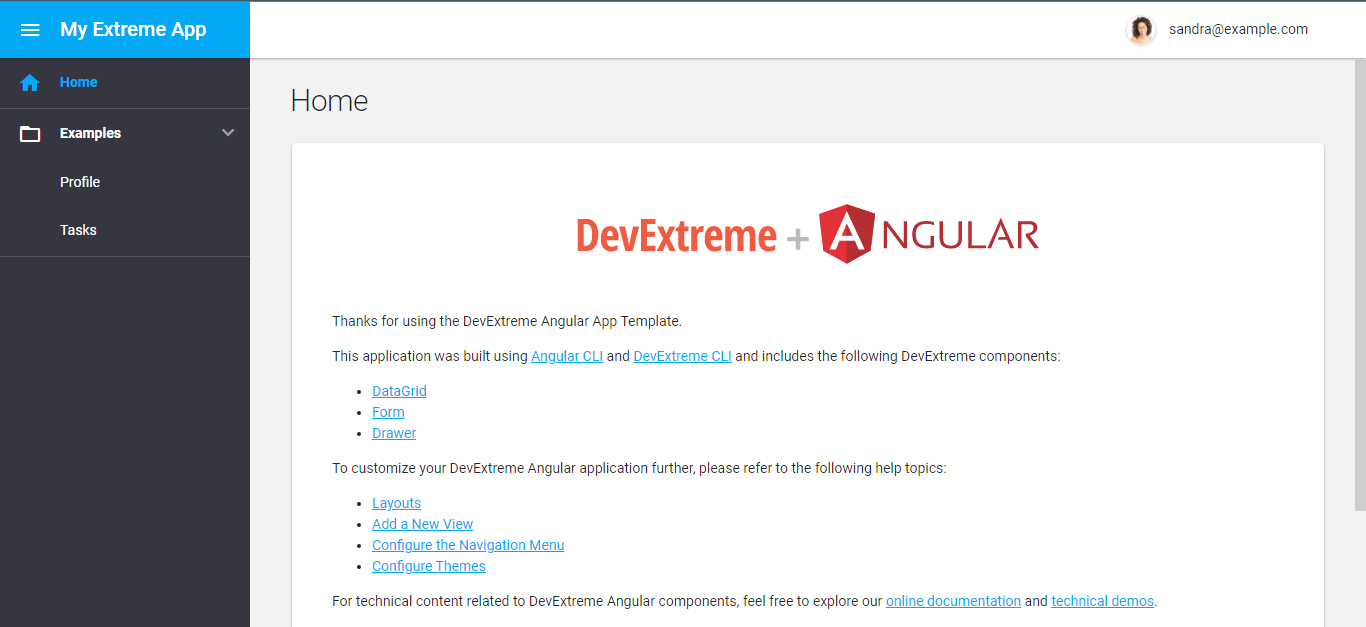 My Extreme App
sandra@example.com
Home
Examples
Profile
Tasks
Home
DevExtreme + ANGULAR
Thanks for using the DevExtreme Angular App Template.
This application was built using Angular CLI and DevExtreme CLI and includes the following DevExtreme components:
DataGrid
Form
Drawer
To customize your DevExtreme Angular application further, please refer to the following help topics:
Layouts
Add a New View
Configure the Navigation Menu
Configure Themes
For technical content related to DevExtreme Angular components, feel free to explore our online documentation and technical demos.